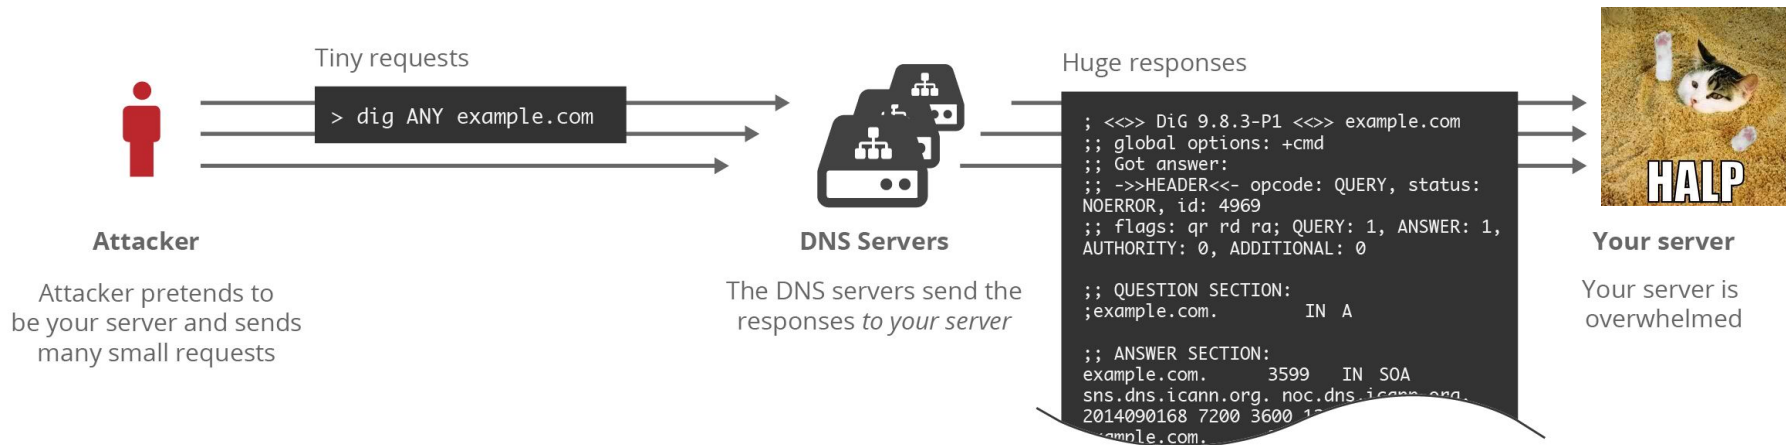 Tiny requests
> dig ANY example.com
Attacker
Attacker pretends to
be your server and sends
many small requests
DNS Servers
The DNS servers send the
responses to your server
Huge responses
; <<>> DiG 9.8.3-P1 <<>> example.com
;; global options: +cmd
;; Got answer:
;; ->>HEADER<<- opcode: QUERY, status:
NOERROR, id: 4969
;; flags: qr rd ra; QUERY: 1, ANSWER: 1,
AUTHORITY: 0, ADDITIONAL: 0
;; QUESTION SECTION:
;example.com. IN A
;; ANSWER SECTION:
example.com. 3599 IN SOA
sns.dns.icann.org. noc.dns.icann.org.
2014090168 7200 3600
example.com.
HALP
Your server
Your server is
overwhelmed